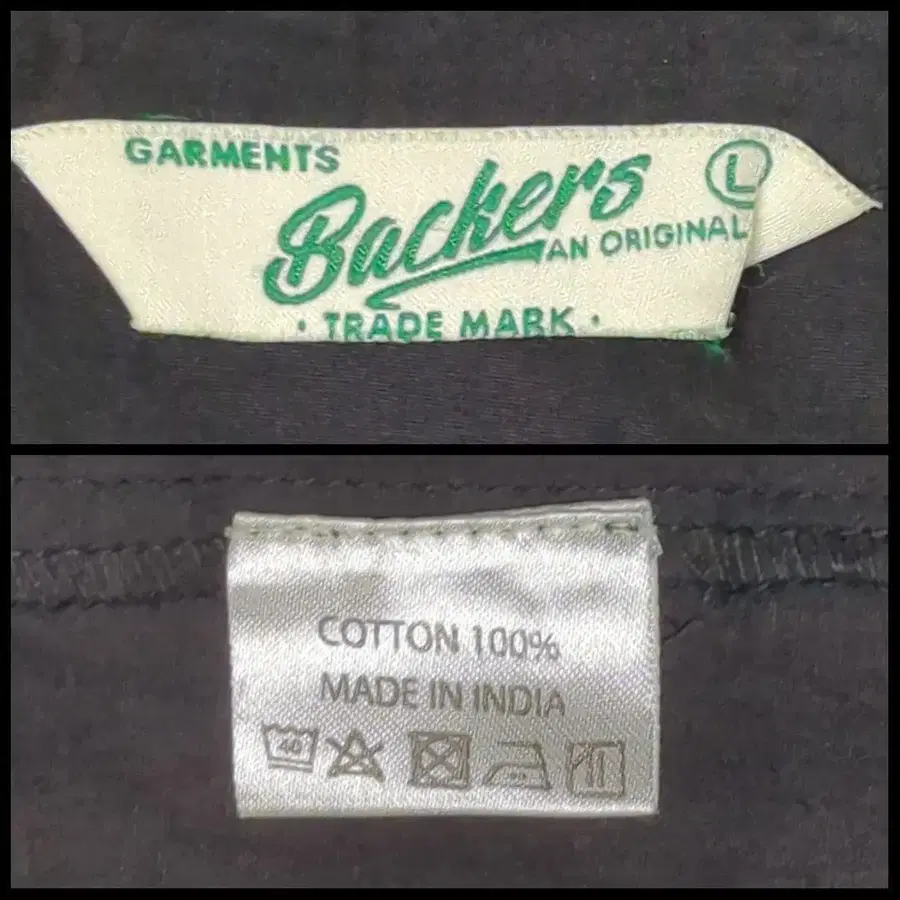 GARMENTS
L
Backers
AN ORIGINAL
· TRADE MARK ·
COTTON 100%
MADE IN INDIA
40